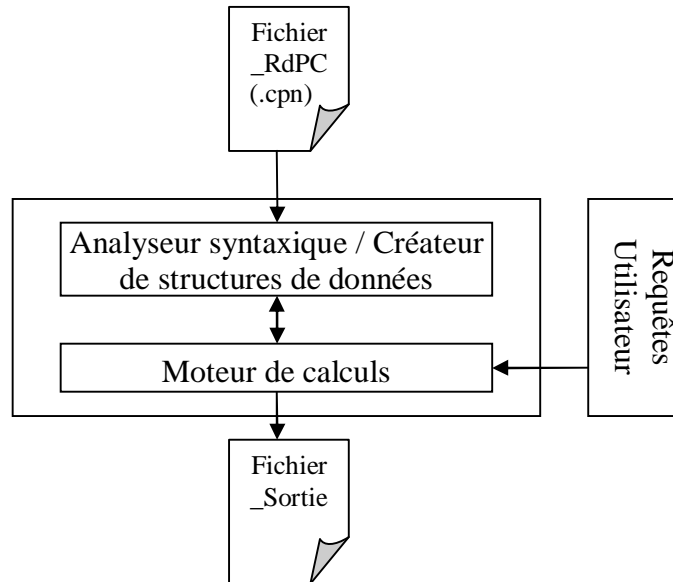 Fichier
_RdPC
(.cpn)
Analyseur syntaxique / Créateur
de structures de données
Moteur de calculs
Requêtes
Utilisateur
Fichier
_Sortie